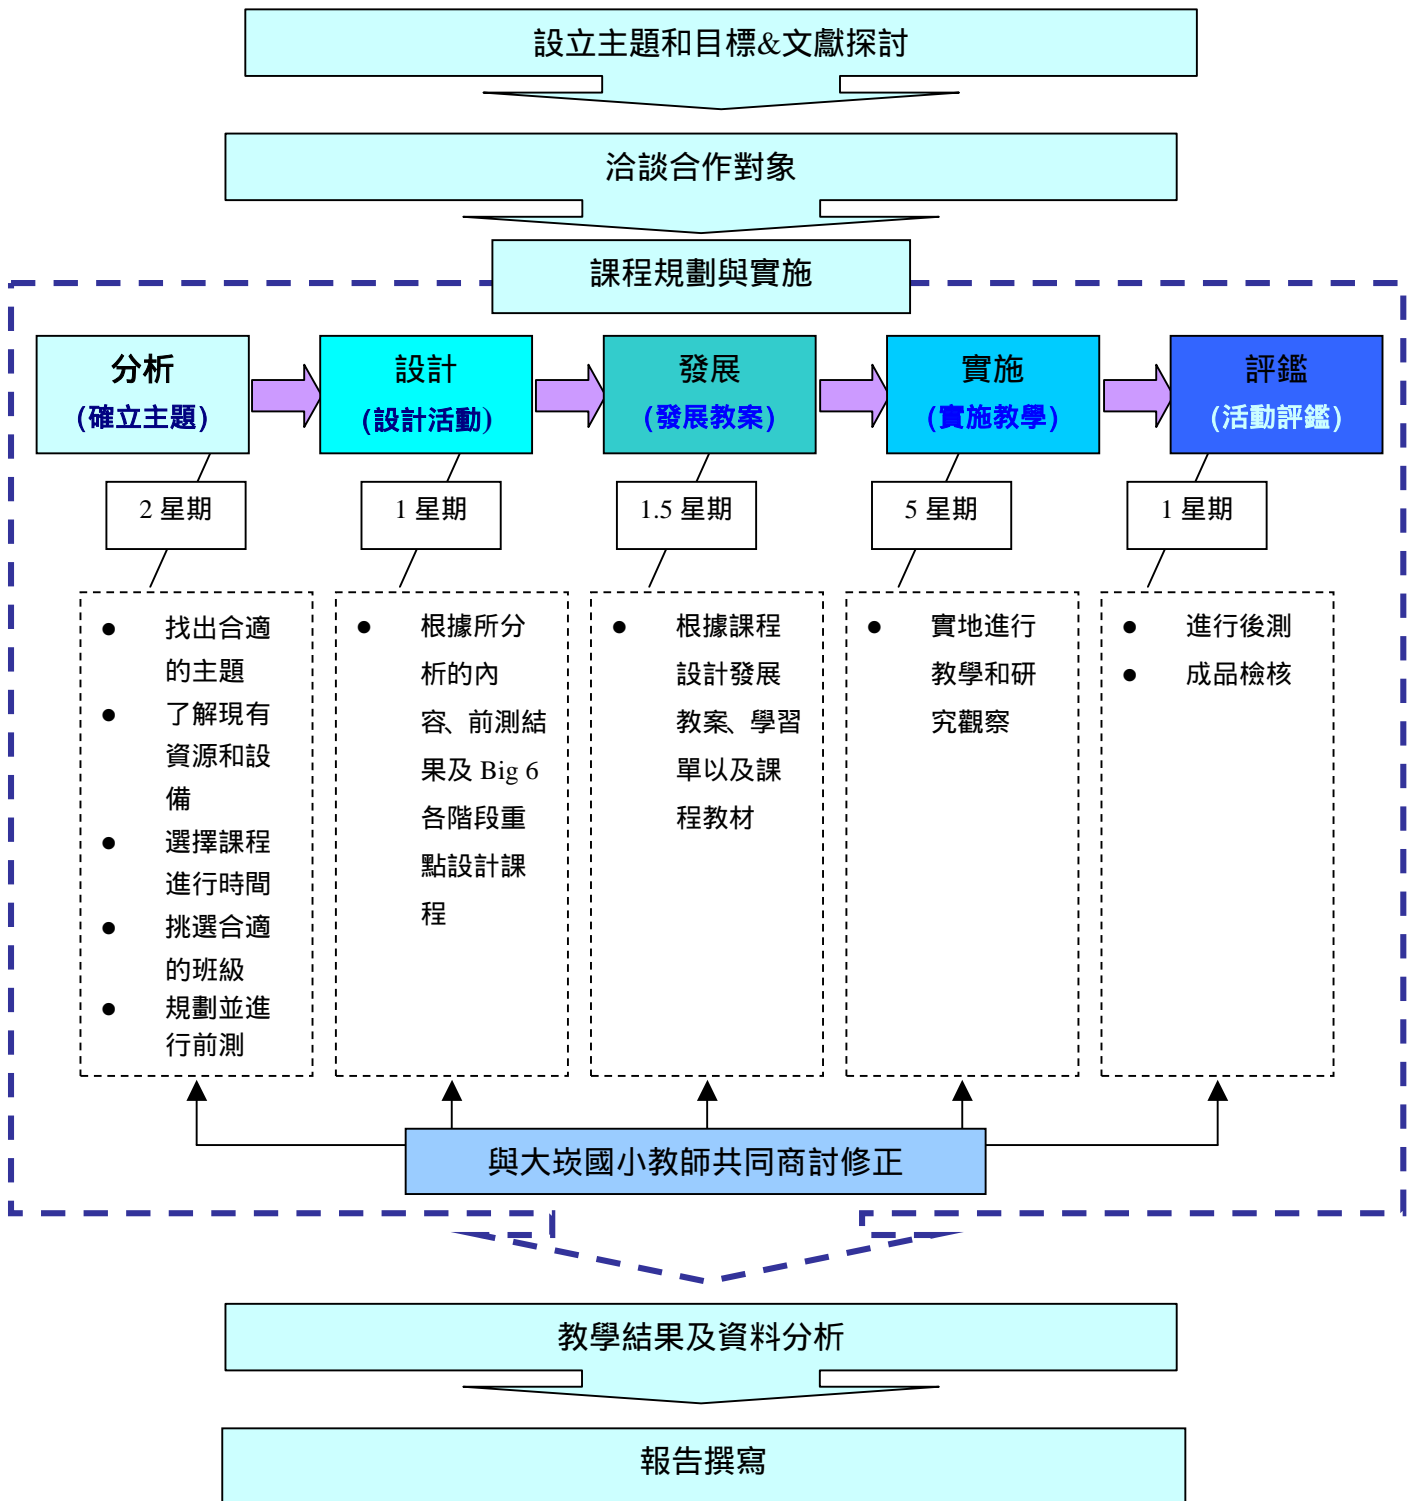 設立主題和目標&文獻探討
洽談合作對象
課程規劃與實施
分析
(確立主題)
設計
(設計活動)
發展
(發展教案)
實施
(實施教學)
評鑑
(活動評鑑)
2 星期
1 星期
1.5 星期
5 星期
1 星期
● 找出合適
的主題
● 了解現有
資源和設
備
● 選擇課程
進行時間
● 挑選合適
的班級
● 規劃並進
行前測
● 根據所分
析的內
容、前測結
果及 Big 6
各階段重
點設計課
程
● 根據課程
設計發展
教案、學習
單以及課
程教材
● 實地進行
教學和研
究觀察
● 進行後測
● 成品檢核
與大崁國小教師共同商討修正
教學結果及資料分析
報告撰寫